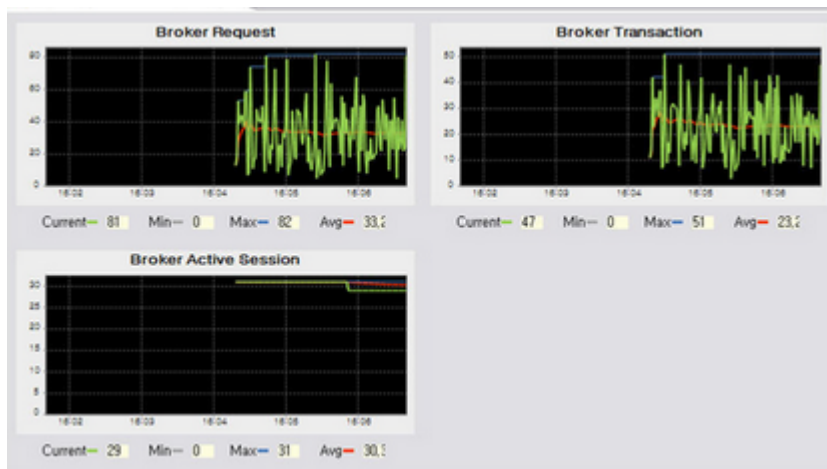 Broker Request
80
60
40
20
0
16:02 16:03 16:04 16:05 16:06
Current 81 Min 0 Max 82 Avg 33,2
Broker Transaction
50
40
30
20
10
0
16:02 16:03 16:04 16:05 16:06
Current 47 Min 0 Max 51 Avg 23,2
Broker Active Session
30
25
20
15
10
5
0
16:02 16:03 16:04 16:05 16:06
Current 29 Min 0 Max 31 Avg 30,3